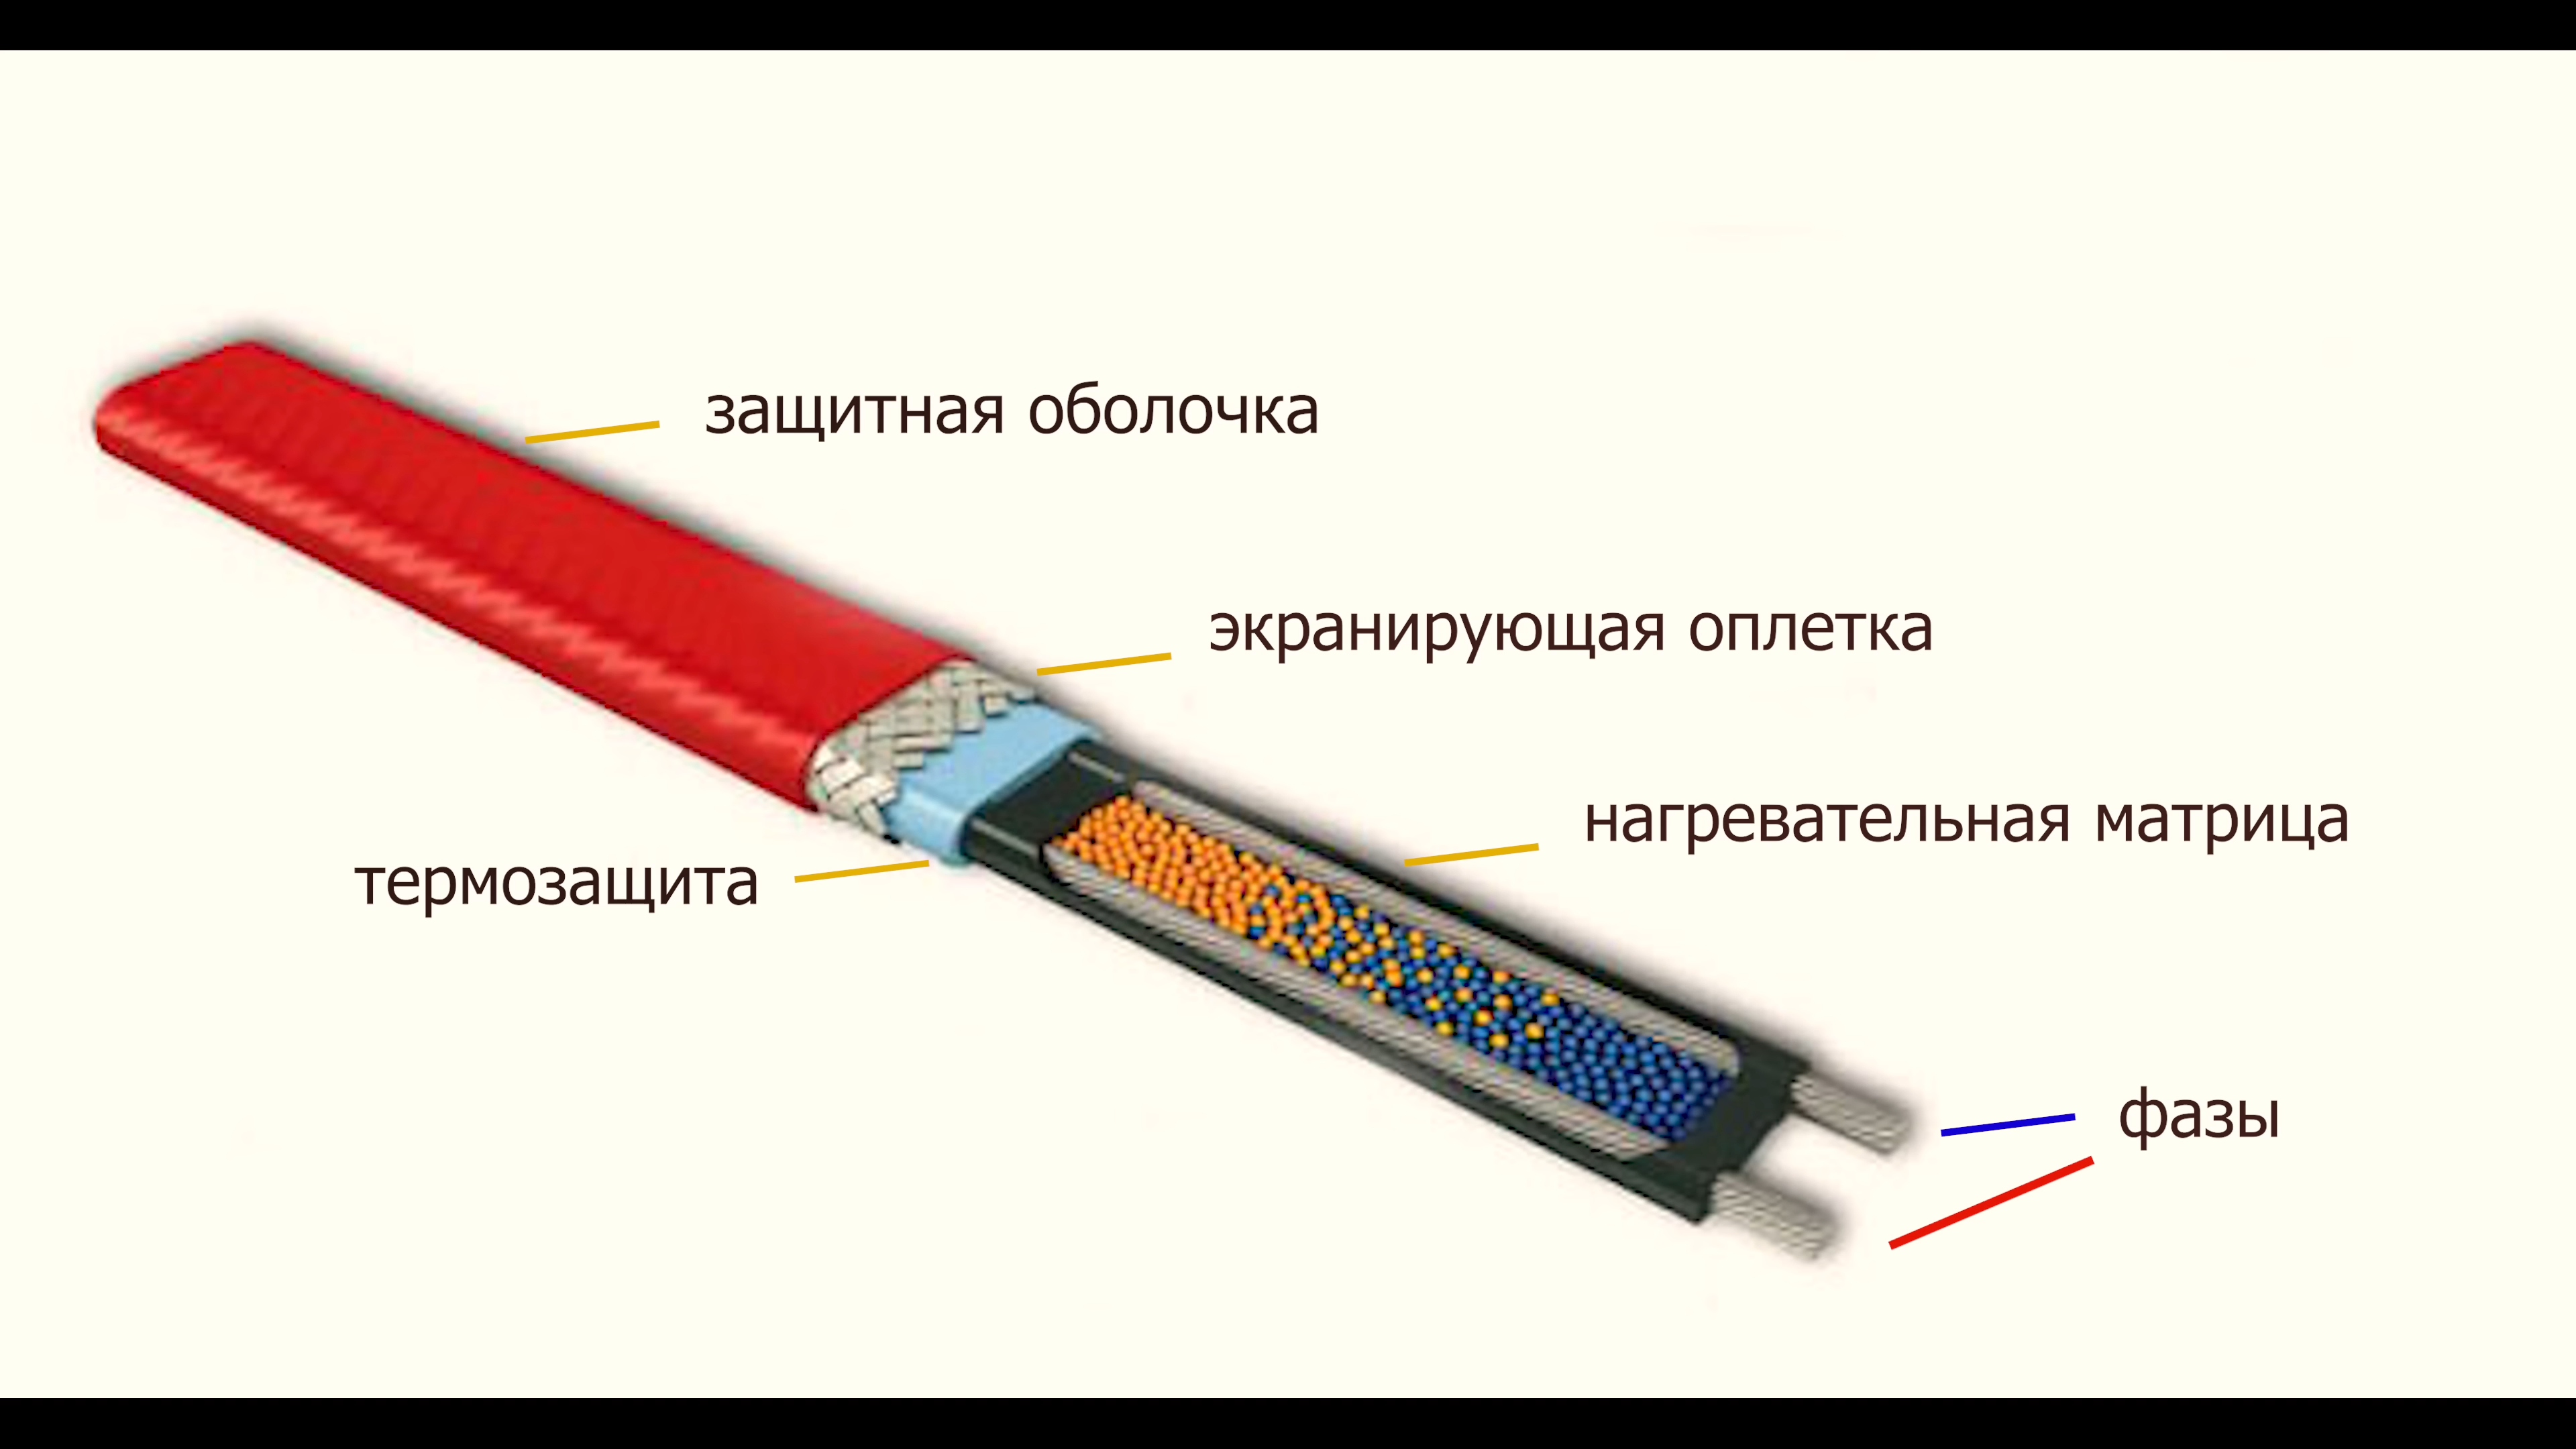 защитная оболочка
экранирующая оплетка
нагревательная матрица
термозащита
фазы